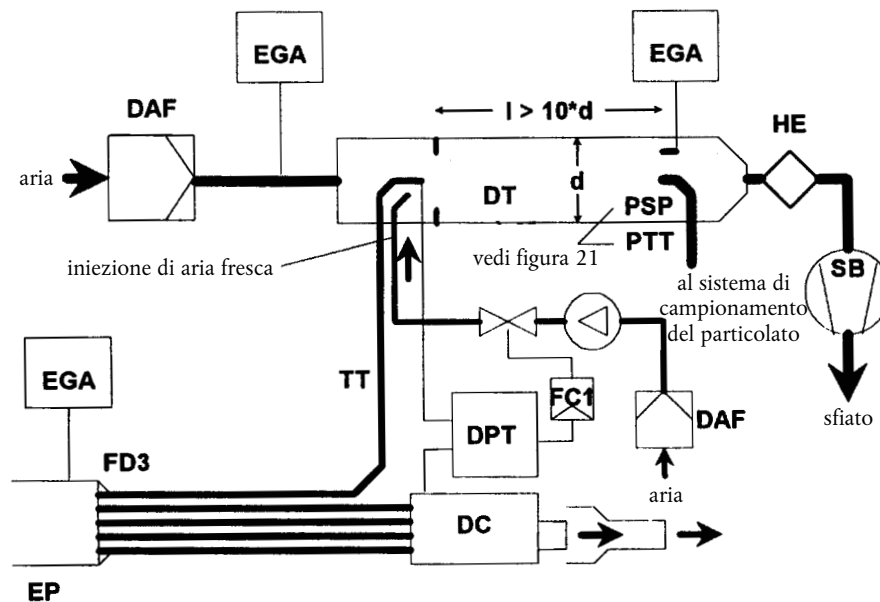 EGA
EGA
DAF
l > 10*d
HE
aria
d
DT
PSP
PTT
SB
iniezione di aria fresca
vedi figura 21
al sistema di
campionamento
del particolato
EGA
TT
FC1
DPT
DAF
sfiato
FD3
aria
DC
EP